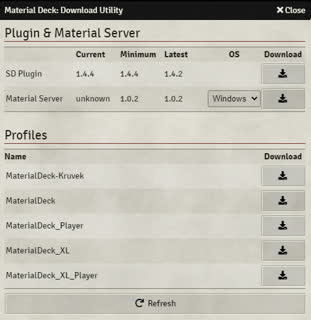 Material Deck: Download Utility Close
Plugin & Material Server
Current Minimum Latest OS Download
SD Plugin 1.4.4 1.4.4 1.4.2
Material Server unknown 1.0.2 1.0.2 Windows
Profiles
Name Download
MaterialDeck-Kruvek
MaterialDeck
MaterialDeck_Player
MaterialDeck_XL
MaterialDeck_XL_Player
Refresh